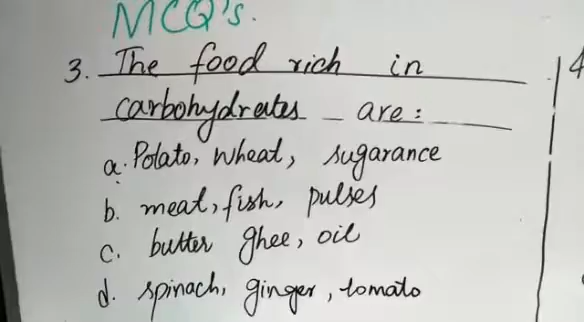 MCQ's.
3. The food rich in
carbohydrates are:
a. Potato, wheat, sugarance
b. meat, fish, pulses
c. butter ghee, oil
d. spinach, ginger, tomato
4